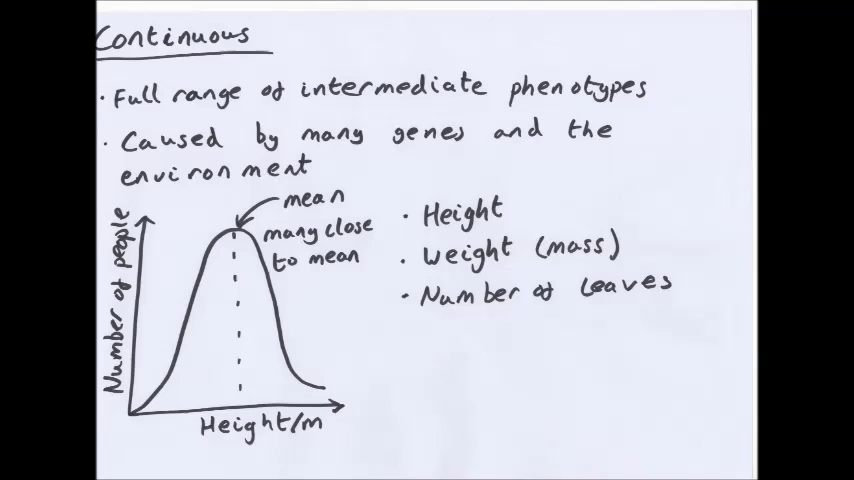 Continuous
· Full range of intermediate phenotypes
· Caused by many genes and the
environment
mean
many close
to mean
Number of people
Height/m
· Height
· Weight (mass)
· Number of leaves